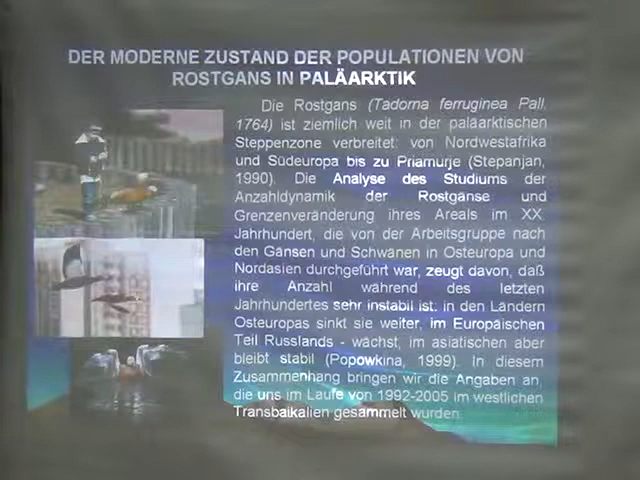 DER MODERNE ZUSTAND DER POPULATIONEN VON
ROSTGANS IN PALÄARKTIK
Die Rostgans (Tadorna ferruginea Pall.
1764) ist ziemlich weit in der paläarktischen
Steppenzone verbreitet: von Nordwestafrika
und Südeuropa bis zu Priamurje (Stepanjan,
1990). Die Analyse des Studiums der
Anzahldynamik der Rostgänse und
Grenzenveränderung ihres Areals im XX.
Jahrhundert, die von der Arbeitsgruppe nach
den Gänsen und Schwänen in Osteuropa und
Nordasien durchgeführt war, zeugt davon, daß
ihre Anzahl während des letzten
Jahrhundertes sehr instabil ist: in den Ländern
Osteuropas sinkt sie weiter, im Europäischen
Teil Russlands - wächst, im asiatischen aber
bleibt stabil (Popowkina, 1999). In diesem
Zusammenhang bringen wir die Angaben an,
die uns im Laufe von 1992-2005 im westlichen
Transbaikalien gesammelt wurden.